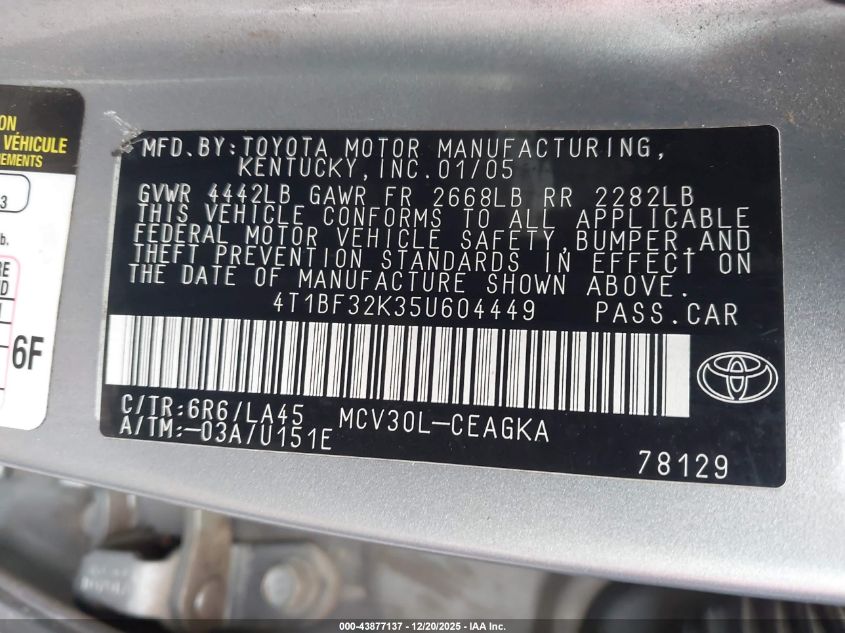 ON
VÉHICULE
REMENTS
3
b.
RE
D
6F
MFD.BY:TOYOTA MOTOR MANUFACTURING,
KENTUCKY,INC.01/05
GVWR 4442LB GAWR FR 2668LB RR 2282LB
THIS VEHICLE CONFORMS TO ALL APPLICABLE
FEDERAL MOTOR VEHICLE SAFETY,BUMPER,AND
THEFT PREVENTION STANDARDS IN EFFECT ON
THE DATE OF MANUFACTURE SHOWN ABOVE.
4T1BF32K35U604449 PASS.CAR
C/TR:6R6/LA45 MCV30L-CEAGKA
A/TM:-03A/U151E
78129
000-43877137 - 12/20/2025 - IAA Inc.